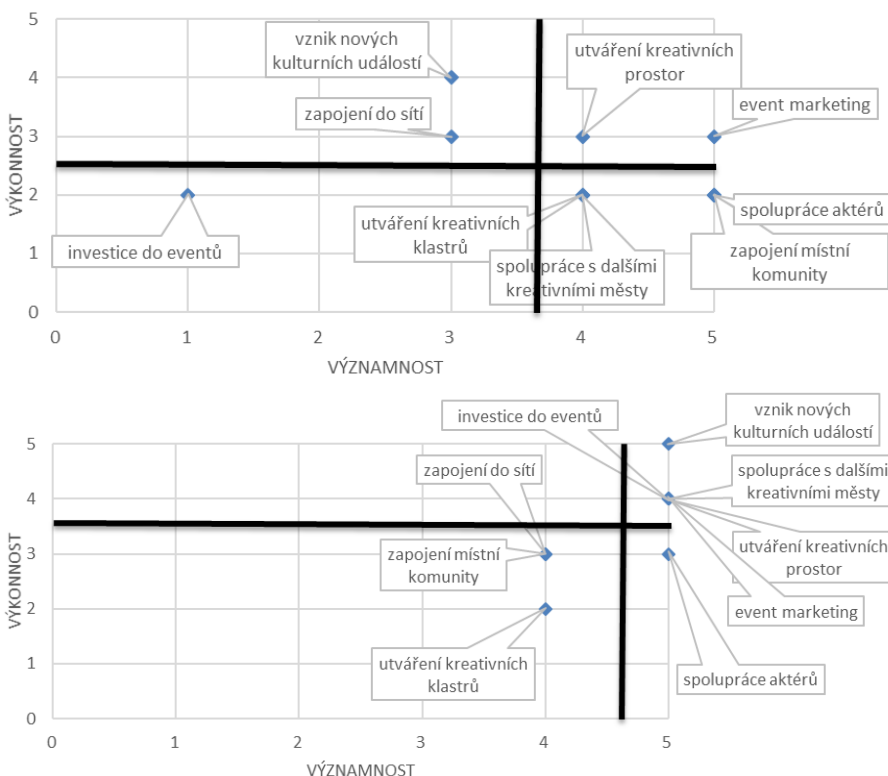 5
4
3
2
1
0
VÝKONNOST
vznik nových
kulturních událostí
utváření kreativních
prostor
zapojení do sítí
event marketing
investice do eventů
utváření kreativních
klastrů
spolupráce s dalšími
kreativními městy
spolupráce aktérů
zapojení místní
komunity
0
1
2
3
4
5
VÝZNAMNOST
5
4
3
2
1
0
VÝKONNOST
investice do eventů
vznik nových
kulturních událostí
zapojení do sítí
spolupráce s dalšími
kreativními městy
zapojení místní
komunity
utváření kreativních
prostor
event marketing
utváření kreativních
klastrů
spolupráce aktérů
0
1
2
3
4
5
VÝZNAMNOST